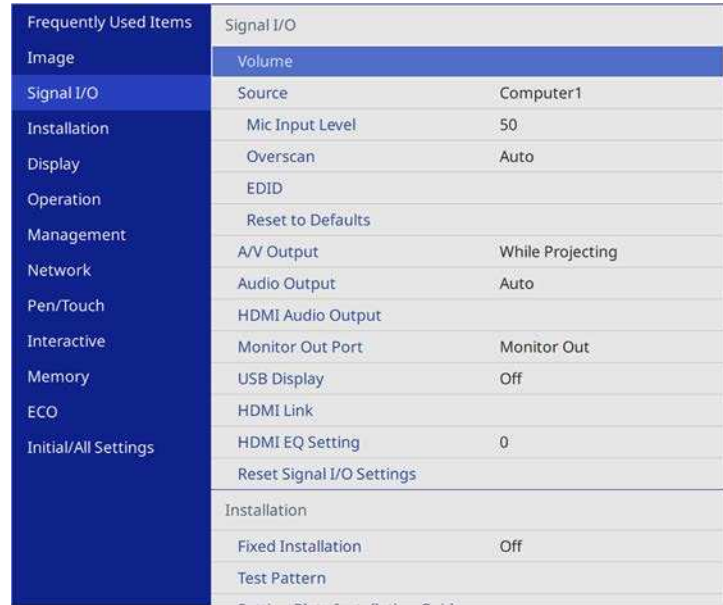 Frequently Used Items
Image
Signal I/O
Installation
Display
Operation
Management
Network
Pen/Touch
Interactive
Memory
ECO
Initial/All Settings
Signal I/O
Volume
Source Computer1
Mic Input Level 50
Overscan Auto
EDID
Reset to Defaults
A/V Output While Projecting
Audio Output Auto
HDMI Audio Output
Monitor Out Port Monitor Out
USB Display Off
HDMI Link
HDMI EQ Setting 0
Reset Signal I/O Settings
Installation
Fixed Installation Off
Test Pattern